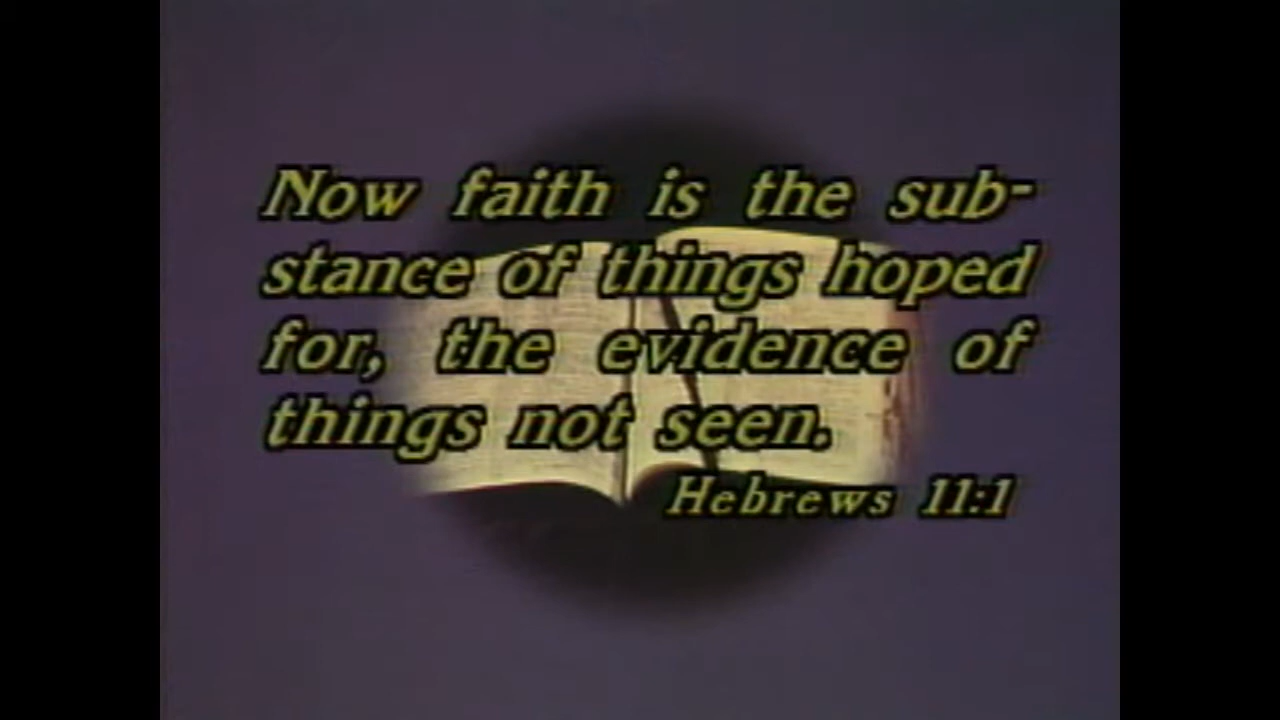 Now faith is the sub-
stance of things hoped
for, the evidence of
things not seen.
Hebrews 11:1